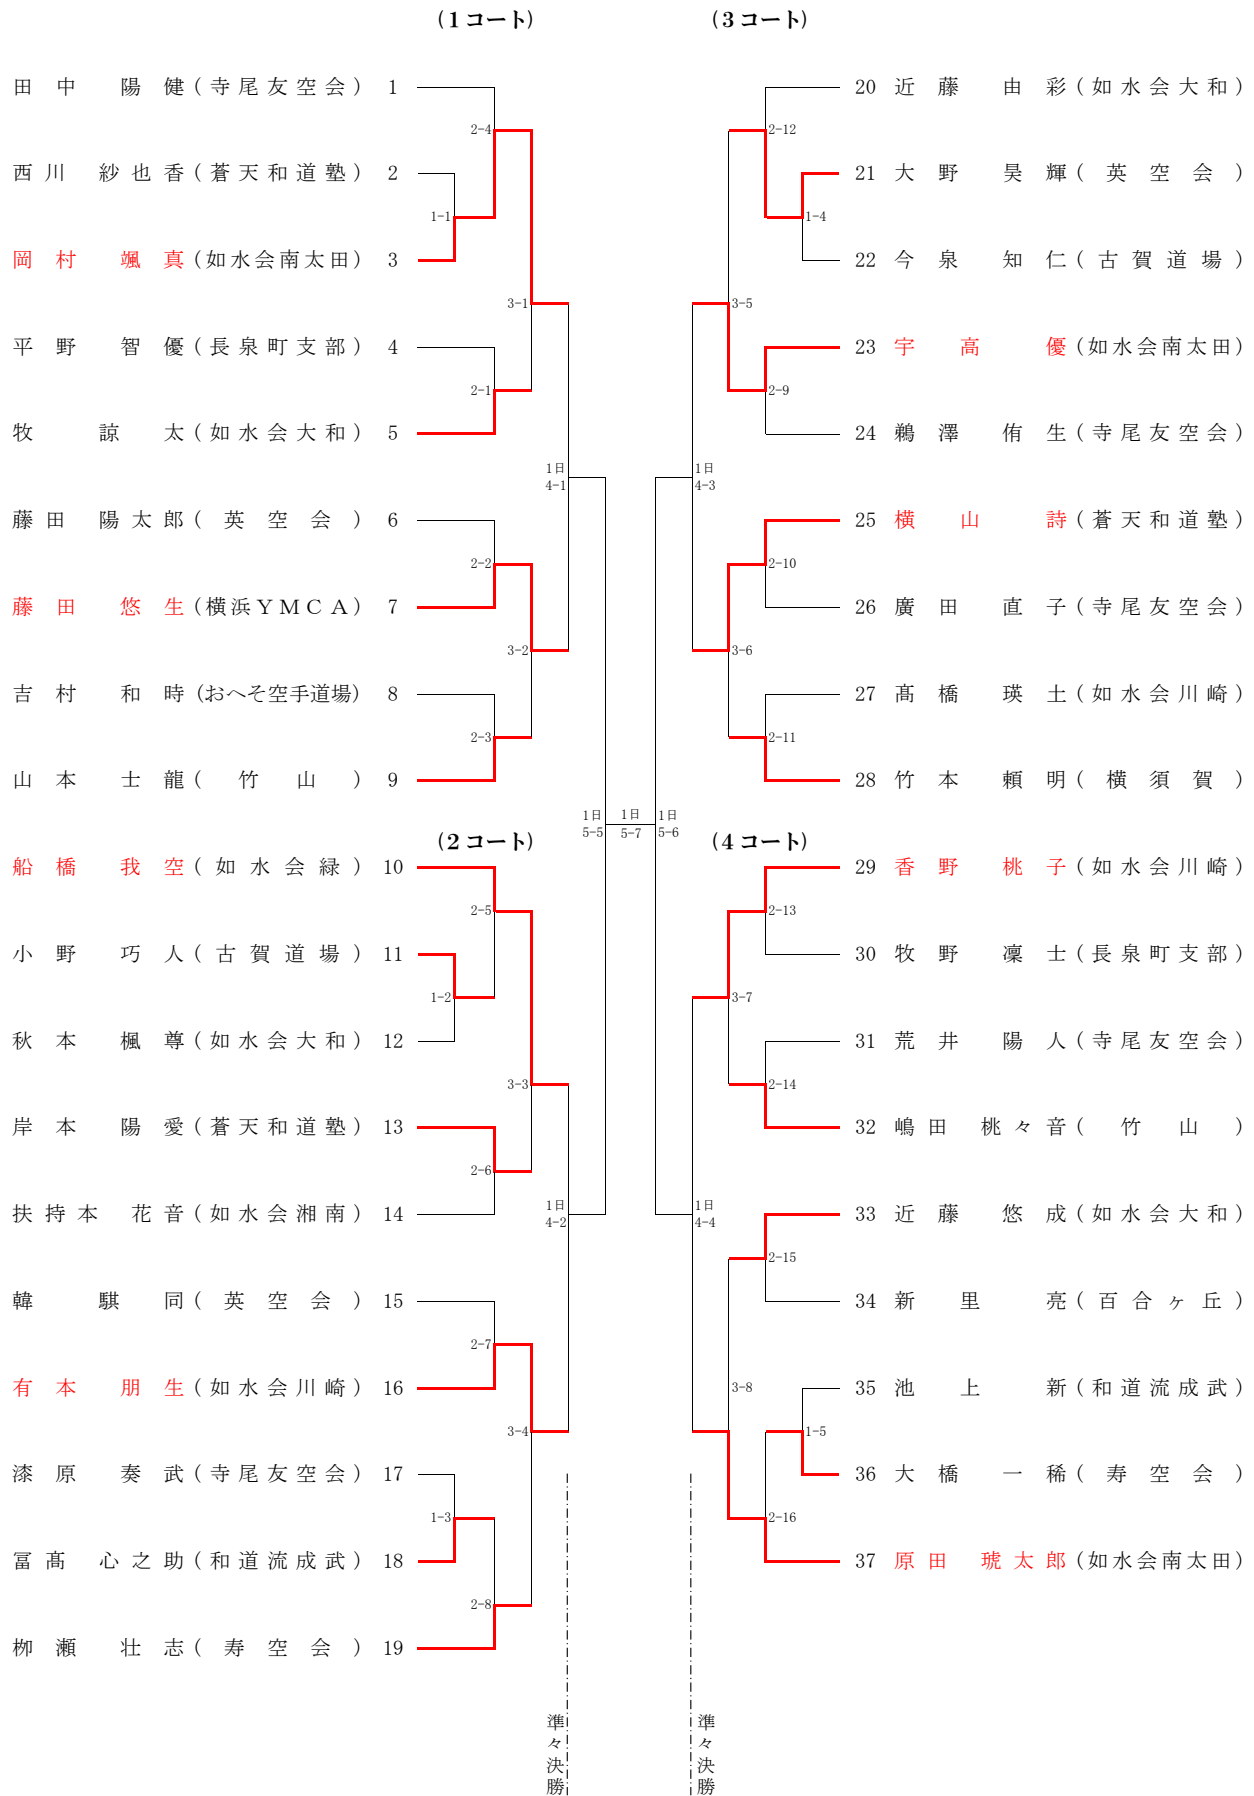 (1コート)
田中 陽健(寺尾友空会) 1
2-4
西川 紗也香(蒼天和道塾) 2
1-1
岡村 颯真(如水会南太田) 3
3-1
平野 智優(長泉町支部) 4
2-1
牧 諒太(如水会大和) 5
1日
4-1
藤田 陽太郎(英空会) 6
2-2
藤田 悠生(横浜YMCA) 7
3-2
吉村 和時(おへそ空手道場) 8
2-3
山本 士龍(竹山) 9
1日
5-5
1日
5-7
1日
5-6
(2コート)
船橋 我空(如水会緑) 10
2-5
小野 巧人(古賀道場) 11
1-2
秋本 楓尊(如水会大和) 12
3-3
岸本 陽愛(蒼天和道塾) 13
2-6
扶持本 花音(如水会湘南) 14
1日
4-2
韓 騏同(英空会) 15
2-7
有本 朋生(如水会川崎) 16
3-4
漆原 奏武(寺尾友空会) 17
1-3
冨髙 心之助(和道流成武) 18
2-8
栁瀬 壮志(寿空会) 19
準々決勝
(3コート)
20 近藤 由彩(如水会大和)
2-12
21 大野 昊輝(英空会)
1-4
22 今泉 知仁(古賀道場)
3-5
23 宇高 優(如水会南太田)
2-9
24 鵜澤 侑生(寺尾友空会)
1日
4-3
25 横山 詩(蒼天和道塾)
2-10
26 廣田 直子(寺尾友空会)
3-6
27 髙橋 瑛土(如水会川崎)
2-11
28 竹本 頼明(横須賀)
(4コート)
29 香野 桃子(如水会川崎)
2-13
30 牧野 凜士(長泉町支部)
3-7
31 荒井 陽人(寺尾友空会)
2-14
32 嶋田 桃々音(竹山)
1日
4-4
33 近藤 悠成(如水会大和)
2-15
34 新里 亮(百合ヶ丘)
3-8
35 池上 新(和道流成武)
1-5
36 大橋 一稀(寿空会)
2-16
37 原田 琥太郎(如水会南太田)
準々決勝